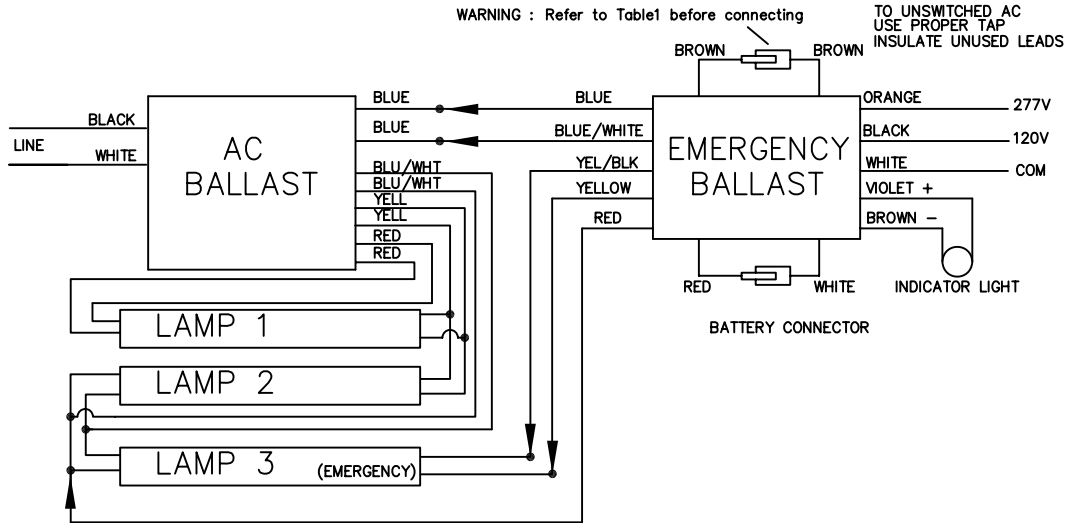 WARNING : Refer to Table1 before connecting
TO UNSWITCHED AC
USE PROPER TAP
INSULATE UNUSED LEADS
BROWN
BROWN
BLUE
BLUE
ORANGE
277V
BLACK
LINE
WHITE
AC
BALLAST
BLUE
BLUE/WHITE
EMERGENCY
BALLAST
BLACK
120V
BLU/WHT
BLU/WHT
YEL/BLK
WHITE
COM
YELL
YELL
YELLOW
VIOLET +
RED
RED
RED
BROWN -
RED
WHITE
INDICATOR LIGHT
BATTERY CONNECTOR
LAMP 1
LAMP 2
LAMP 3
(EMERGENCY)